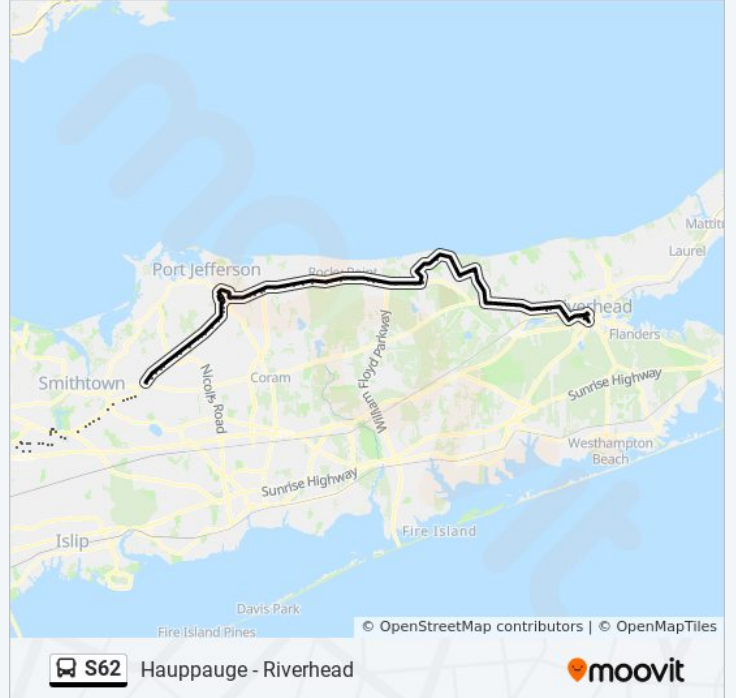 Mattit
Laurel
Port Jefferson
Rocky Point
Riverhead
Flanders
Smithtown
Coram
Nicolls Road
William Floyd Parkway
Sunrise Highway
Westhampton
Beach
Sunrise Highway
Fire Island
Islip
Davis Park
Fire Island Pines
© OpenStreetMap contributors | © OpenMapTiles
S62 Hauppauge - Riverhead moovit